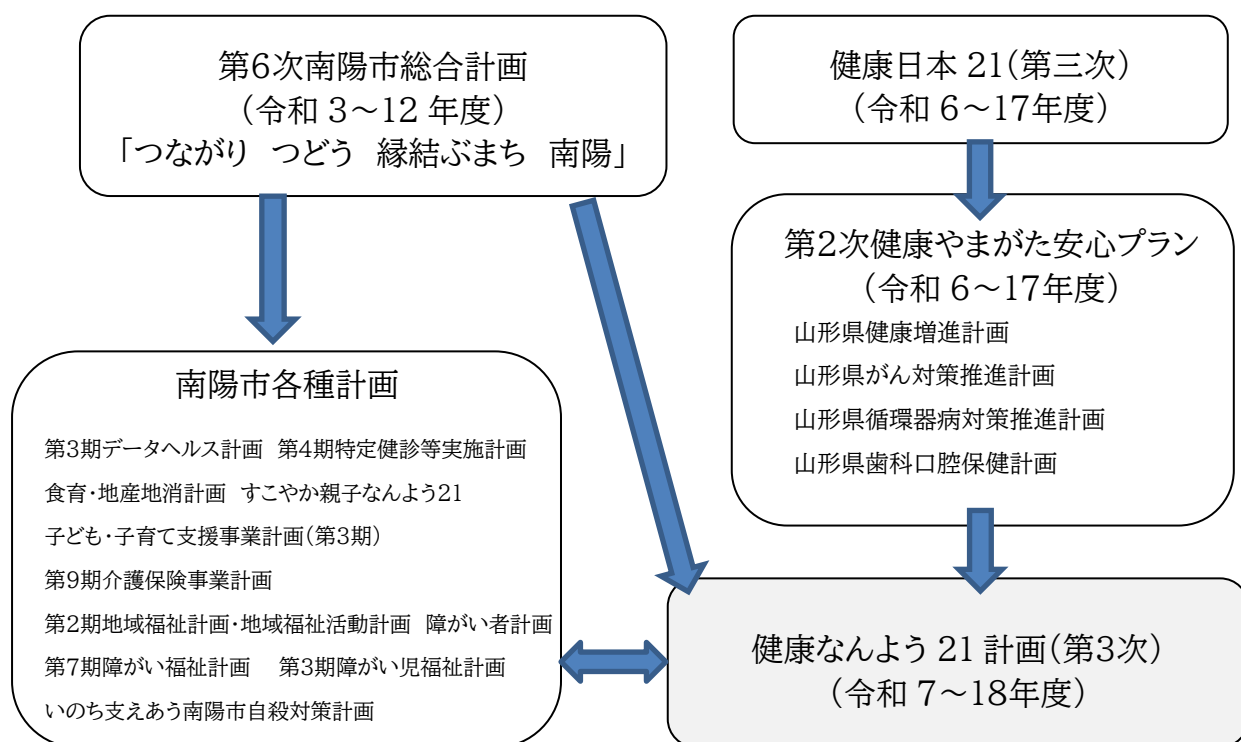 第6次南陽市総合計画
（令和 3～12 年度）
「つながり　つどう　縁結ぶまち　南陽」
健康日本 21（第三次）
（令和 6～17年度）
第2次健康やまがた安心プラン
（令和 6～17年度）
山形県健康増進計画
山形県がん対策推進計画
山形県循環器病対策推進計画
山形県歯科口腔保健計画
南陽市各種計画
第3期データヘルス計画　第4期特定健診等実施計画
食育・地産地消計画　すこやか親子なんよう21
子ども・子育て支援事業計画（第3期）
第9期介護保険事業計画
第2期地域福祉計画・地域福祉活動計画　障がい者計画
第7期障がい福祉計画　第3期障がい児福祉計画
いのち支えあう南陽市自殺対策計画
健康なんよう 21 計画（第3次）
（令和 7～18年度）